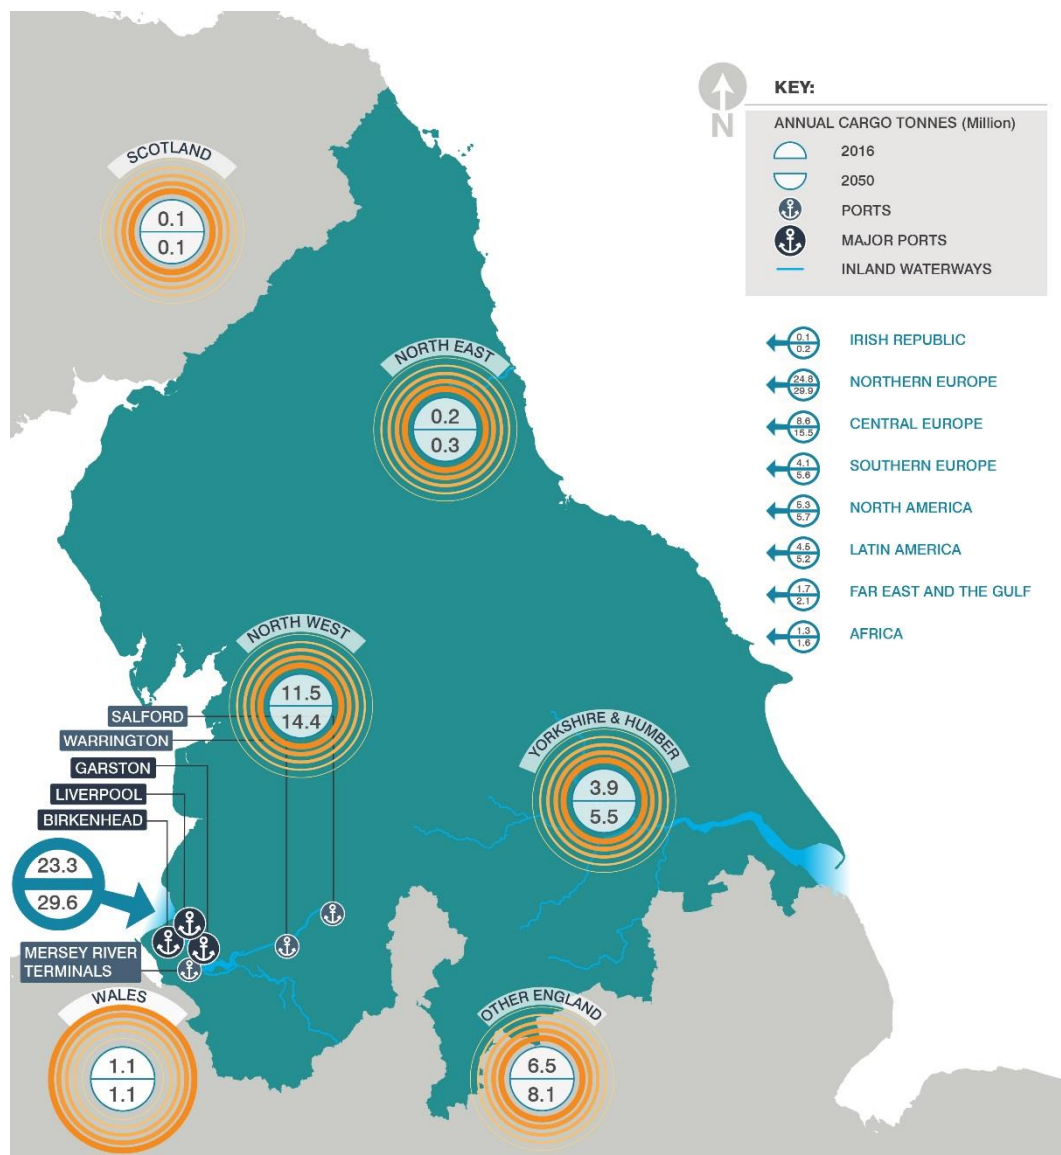 KEY:
ANNUAL CARGO TONNES (Million)
2016
2050
PORTS
MAJOR PORTS
INLAND WATERWAYS
N
SCOTLAND
0.1
0.1
NORTH EAST
0.2
0.3
0.1
0.2
IRISH REPUBLIC
24.8
29.9
NORTHERN EUROPE
8.6
15.5
CENTRAL EUROPE
4.1
5.6
SOUTHERN EUROPE
5.3
5.7
NORTH AMERICA
4.5
5.2
LATIN AMERICA
1.7
2.1
FAR EAST AND THE GULF
1.3
1.6
AFRICA
NORTH WEST
11.5
14.4
SALFORD
WARRINGTON
GARSTON
LIVERPOOL
BIRKENHEAD
YORKSHIRE & HUMBER
3.9
5.5
23.3
29.6
MERSEY RIVER
TERMINALS
WALES
1.1
1.1
OTHER ENGLAND
6.5
8.1